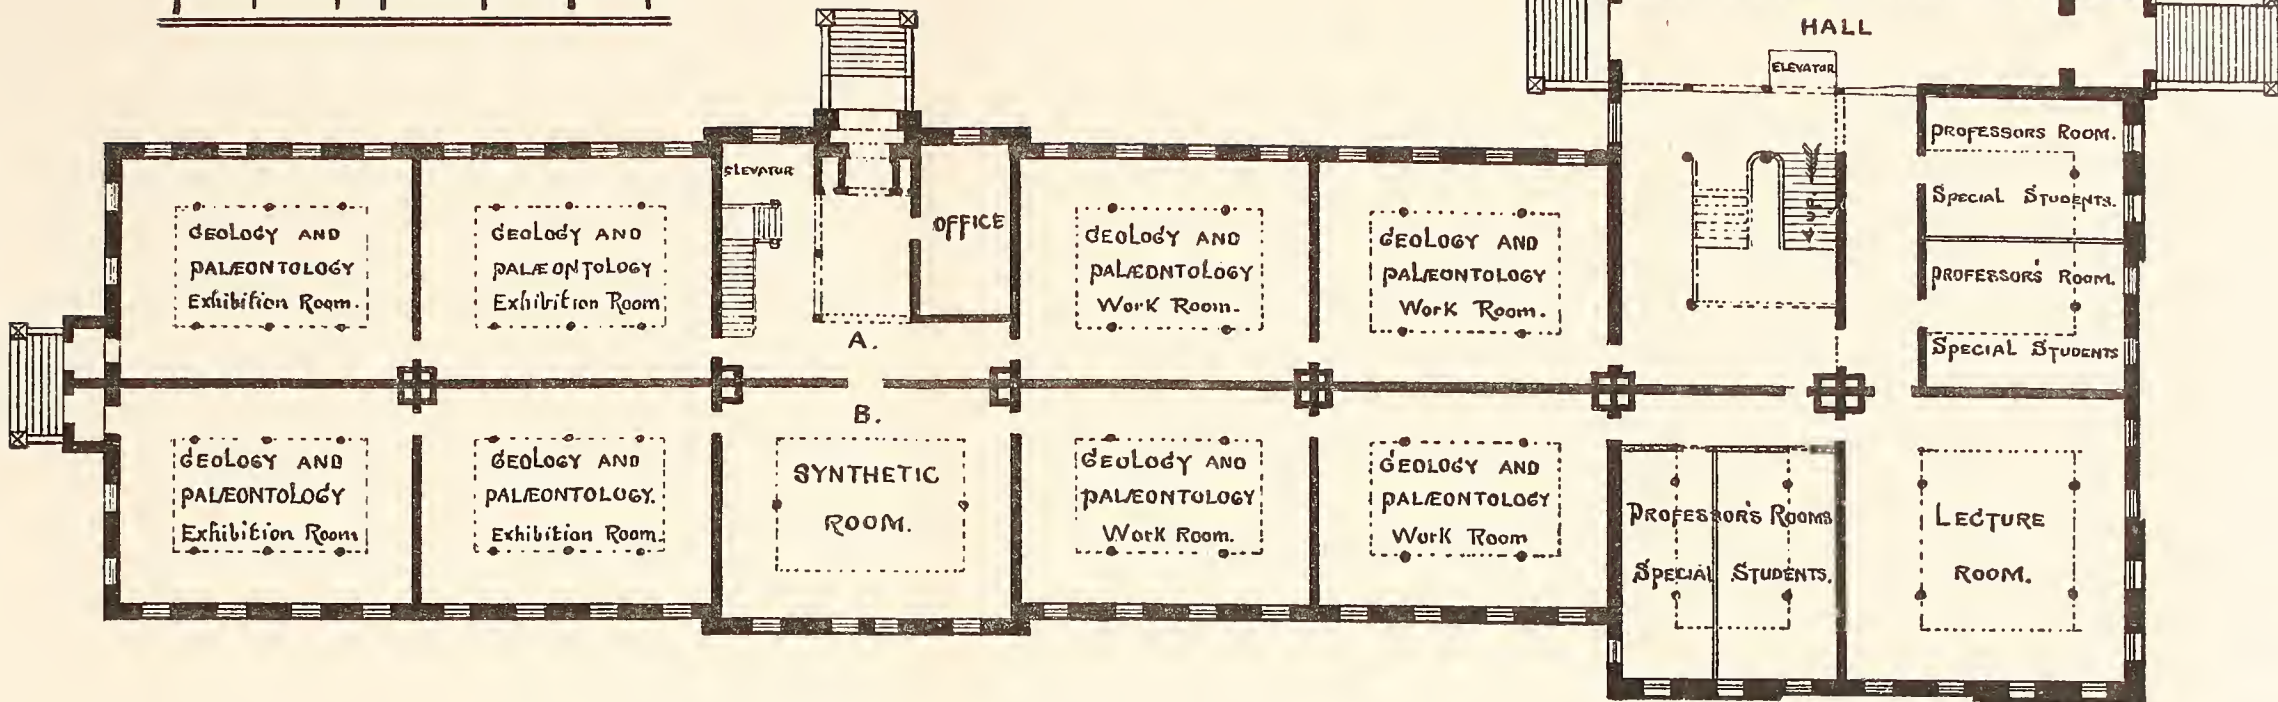 HALL
ELEVATOR
PROFESSORS ROOM.
SPECIAL STUDENTS.
PROFESSOR'S ROOM.
SPECIAL STUDENTS
UP
ELEVATOR
OFFICE
GEOLOGY AND
PALÆONTOLOGY
Exhibition Room.
GEOLOGY AND
PALÆONTOLOGY
Exhibition Room
GEOLOGY AND
PALÆONTOLOGY
Work Room.
GEOLOGY AND
PALÆONTOLOGY
Work Room.
A.
B.
GEOLOGY AND
PALÆONTOLOGY
Exhibition Room
GEOLOGY AND
PALÆONTOLOGY.
Exhibition Room.
SYNTHETIC
ROOM.
GEOLOGY AND
PALÆONTOLOGY
Work Room.
GEOLOGY AND
PALÆONTOLOGY
Work Room
PROFESSOR'S ROOMS
SPECIAL STUDENTS.
LECTURE
ROOM.